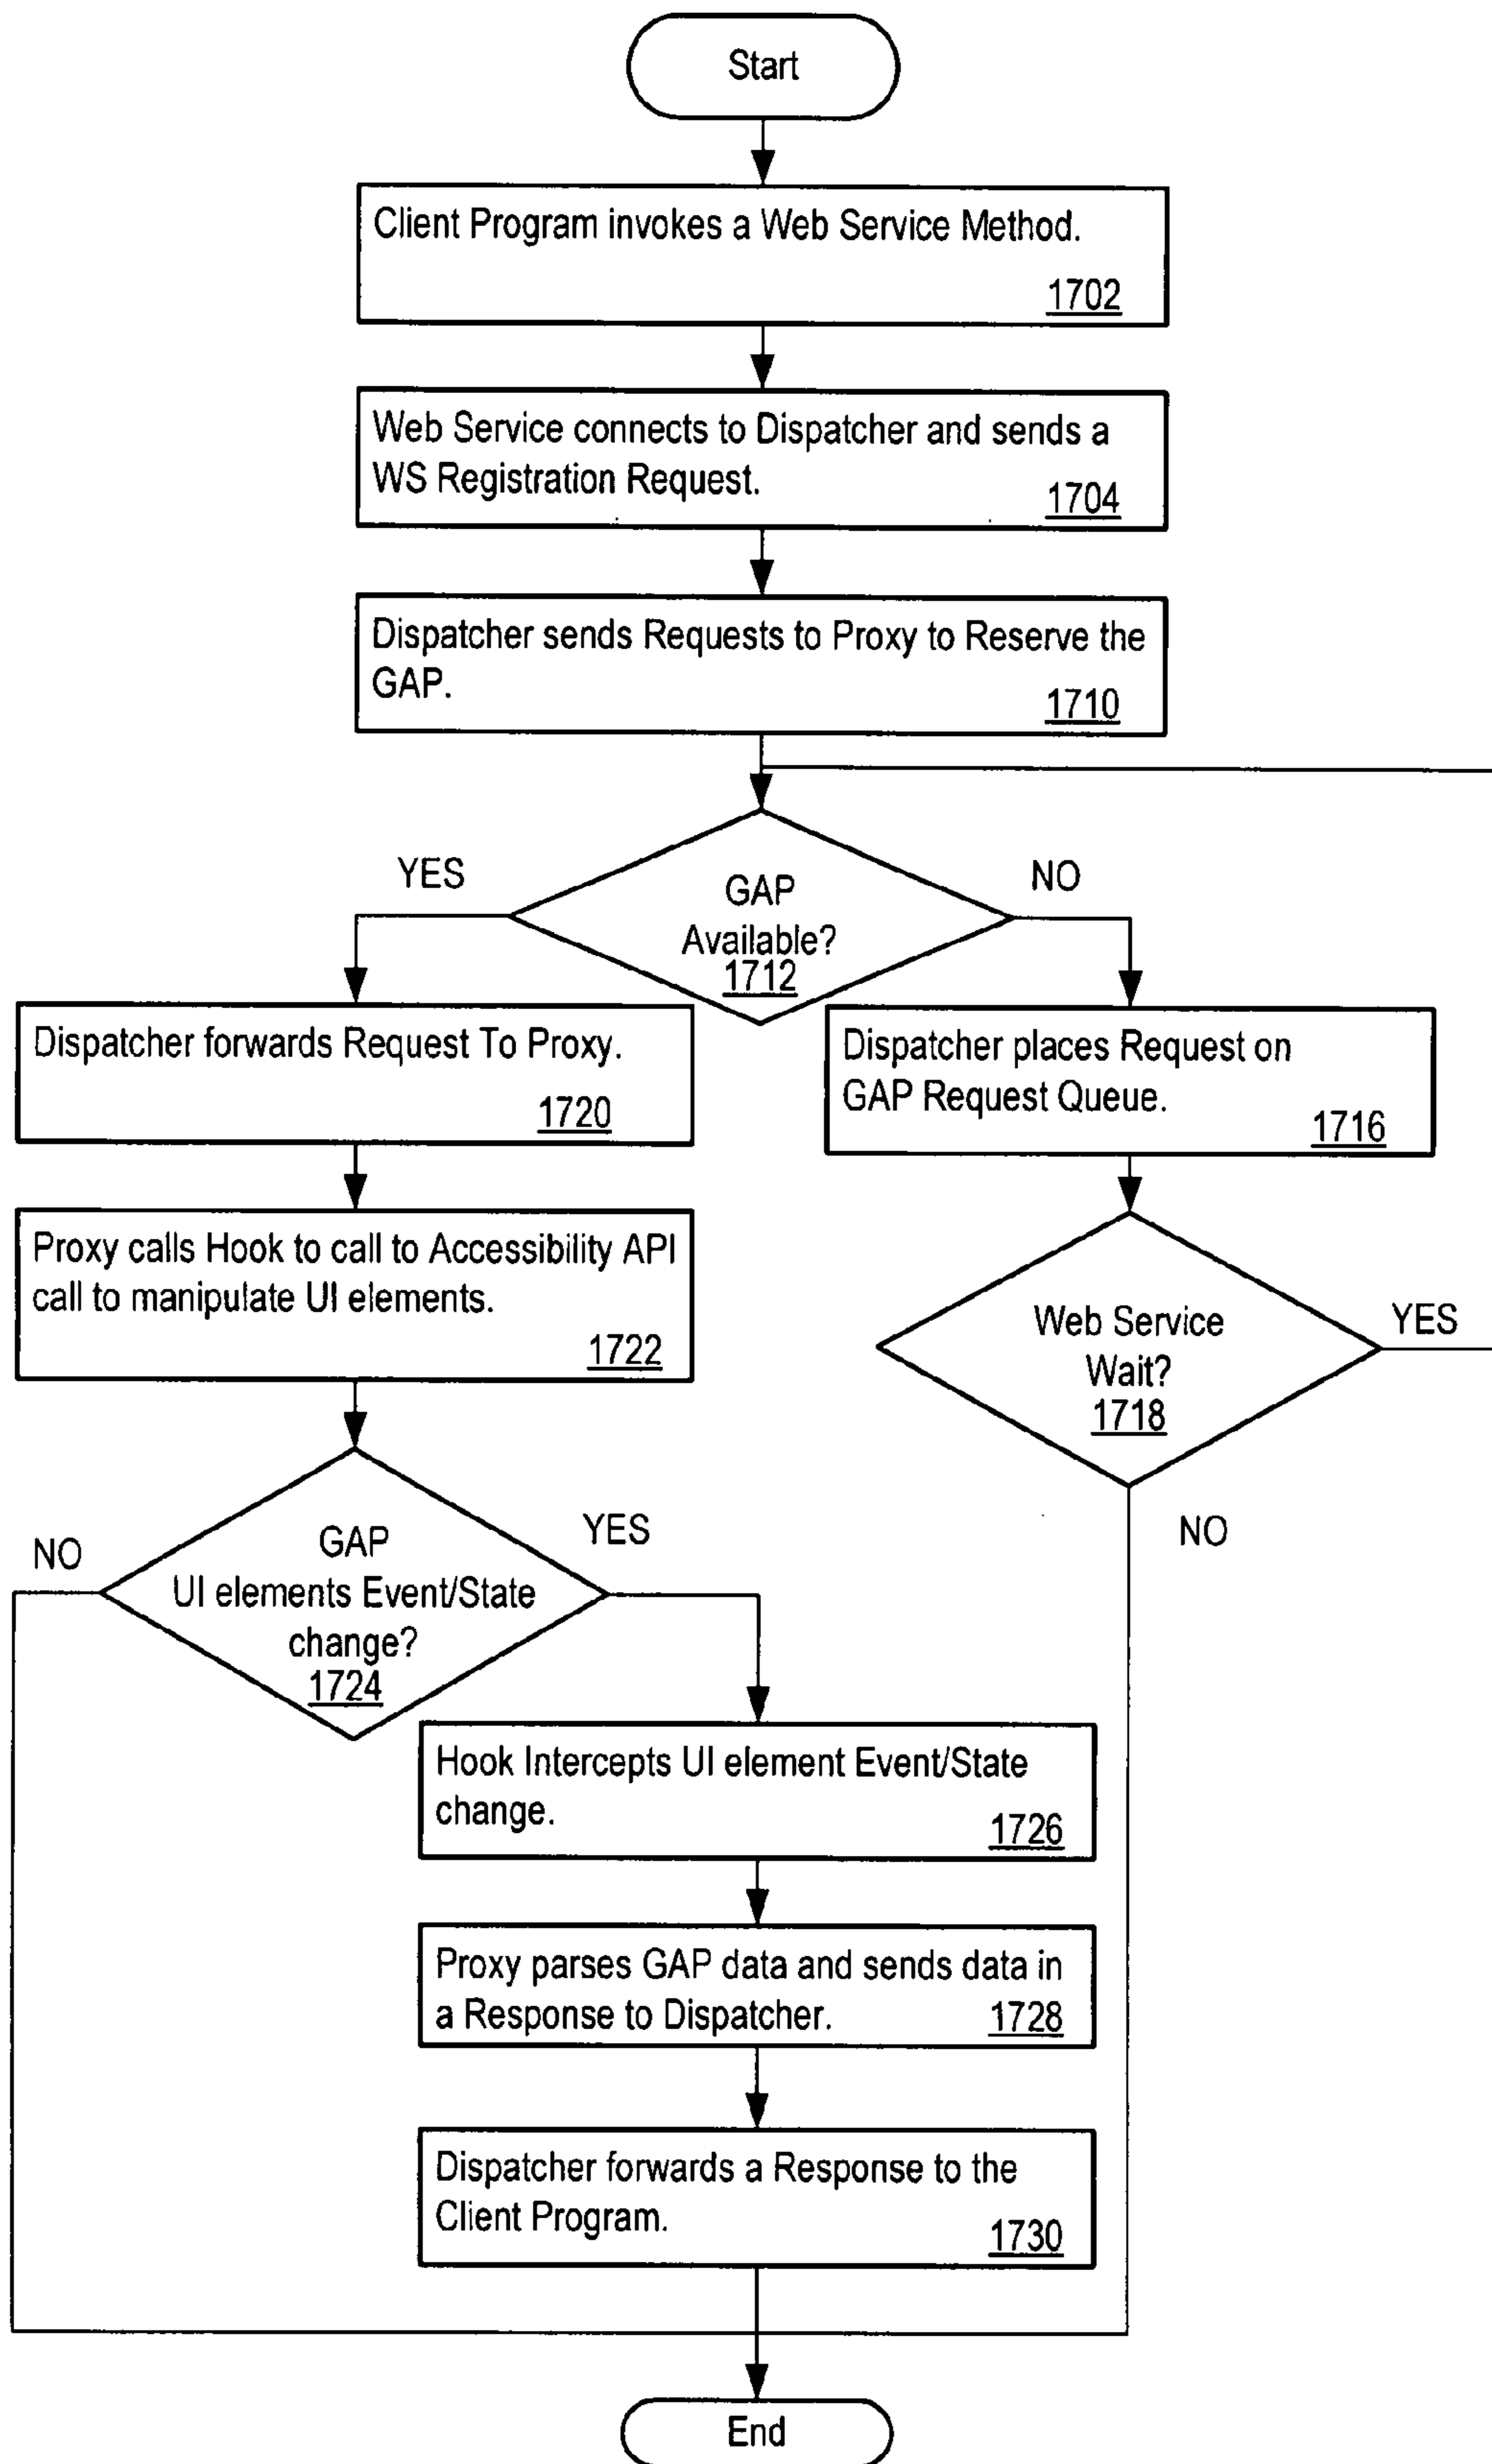 Start
Client Program invokes a Web Service Method.
1702
Web Service connects to Dispatcher and sends a
WS Registration Request.
1704
Dispatcher sends Requests to Proxy to Reserve the
GAP.
1710
YES
NO
GAP
Available?
1712
Dispatcher forwards Request To Proxy.
1720
Dispatcher places Request on
GAP Request Queue.
1716
Proxy calls Hook to call to Accessibility API
call to manipulate UI elements.
1722
Web Service
Wait?
1718
YES
NO
NO
GAP
UI elements Event/State
change?
1724
YES
Hook Intercepts UI element Event/State
change.
1726
Proxy parses GAP data and sends data in
a Response to Dispatcher.
1728
Dispatcher forwards a Response to the
Client Program.
1730
End